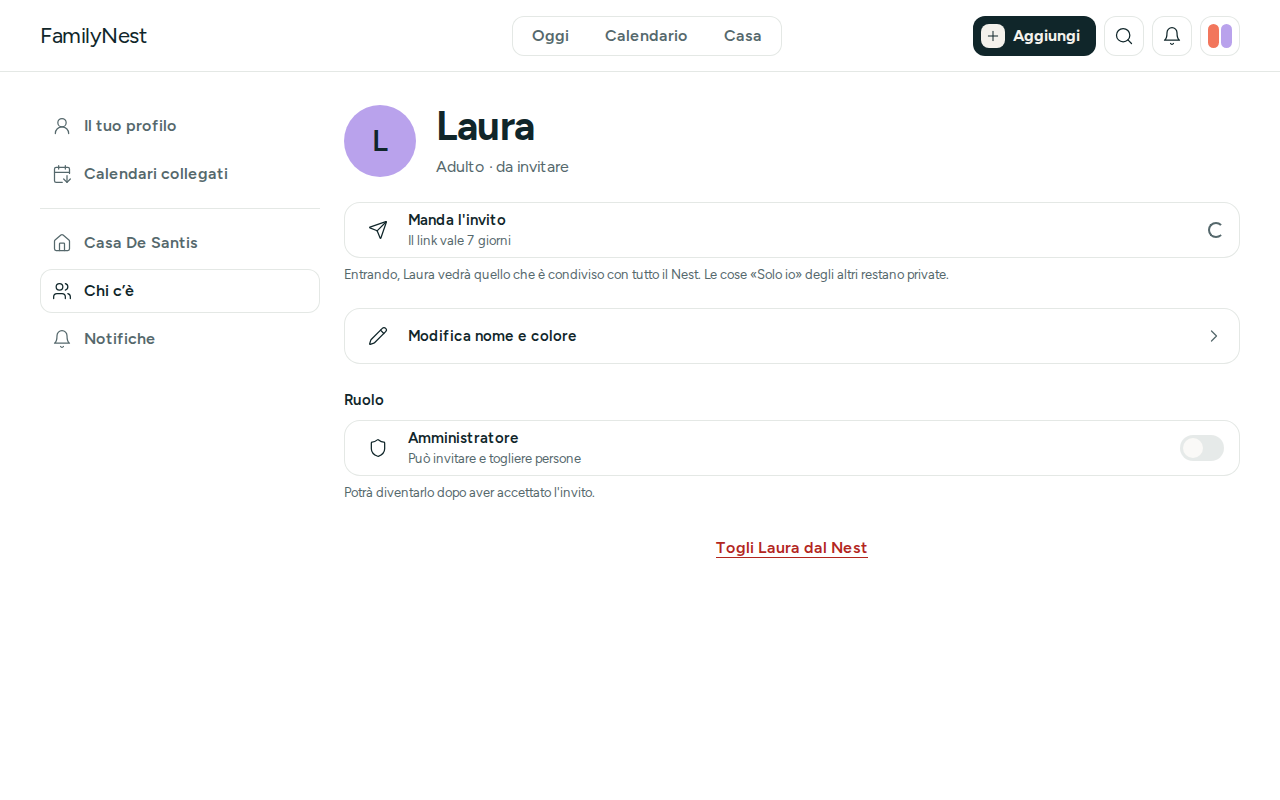 FamilyNest
Oggi
Calendario
Casa
Aggiungi
Il tuo profilo
Calendari collegati
Casa De Santis
Chi c’è
Notifiche
L
Laura
Adulto · da invitare
Manda l'invito
Il link vale 7 giorni
Entrando, Laura vedrà quello che è condiviso con tutto il Nest. Le cose «Solo io» degli altri restano private.
Modifica nome e colore
Ruolo
Amministratore
Può invitare e togliere persone
Potrà diventarlo dopo aver accettato l'invito.
Togli Laura dal Nest